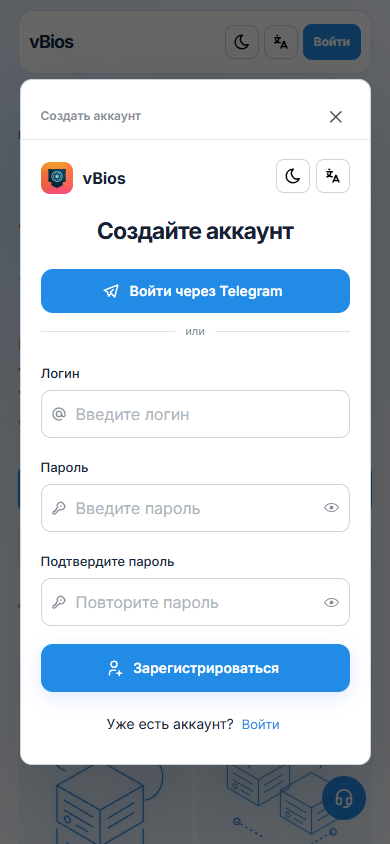 vBios
Войти
Создать аккаунт
vBios
Создайте аккаунт
Войти через Telegram
или
Логин
Введите логин
Пароль
Введите пароль
Подтвердите пароль
Повторите пароль
Зарегистрироваться
Уже есть аккаунт? Войти